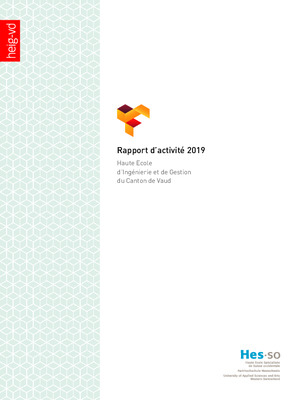 heig-vd
Rapport d'activité 2019
Haute Ecole
d'Ingénierie et de Gestion
du Canton de Vaud
Hes·so
Haute Ecole Spécialisée
de Suisse occidentale
Fachhochschule Westschweiz
University of Applied Sciences and Arts
Western Switzerland